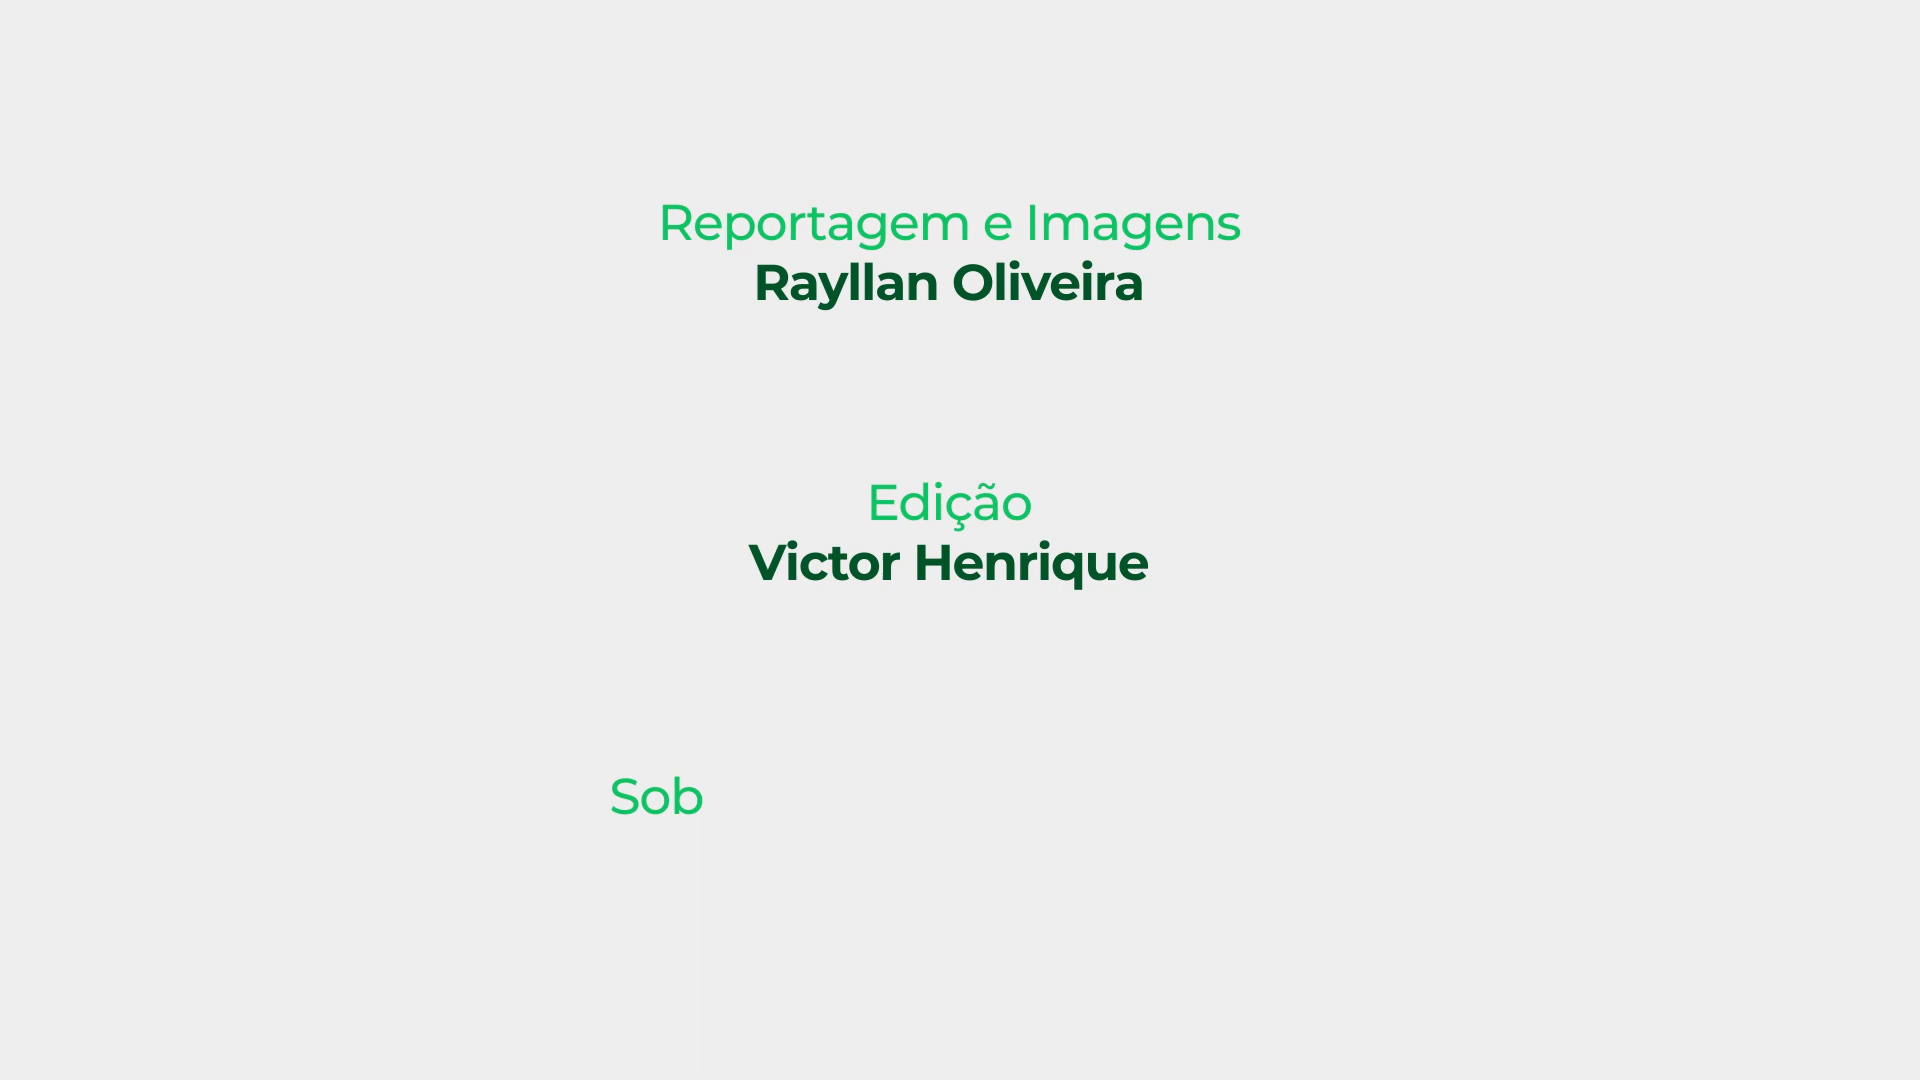 Reportagem e Imagens
Rayllan Oliveira
Edição
Victor Henrique
Sob